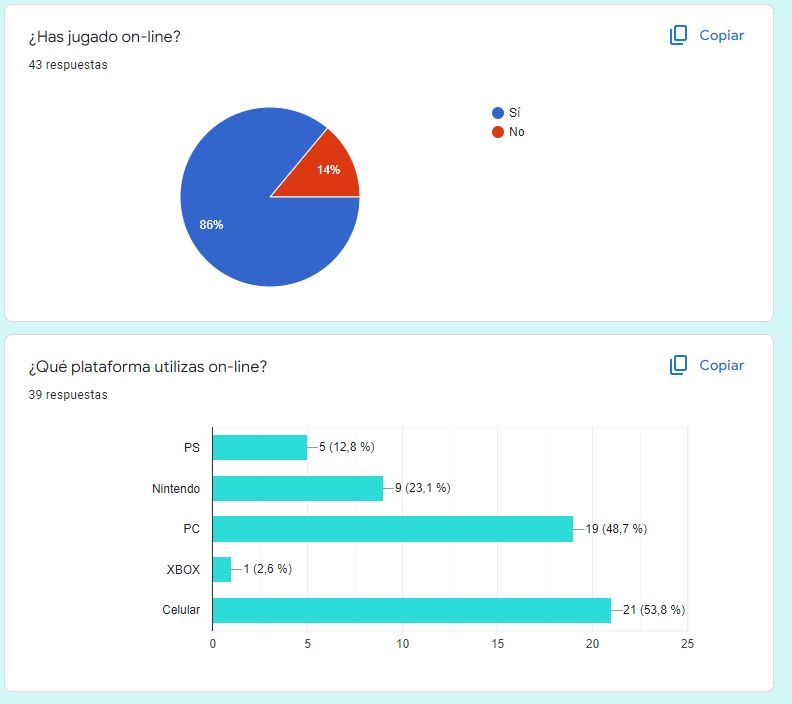 ¿Has jugado on-line?
Copiar
43 respuestas
Sí
No
14%
86%
¿Qué plataforma utilizas on-line?
Copiar
39 respuestas
PS
5 (12,8 %)
Nintendo
9 (23,1 %)
PC
19 (48,7 %)
XBOX
1 (2,6 %)
Celular
21 (53,8 %)
0 5 10 15 20 25